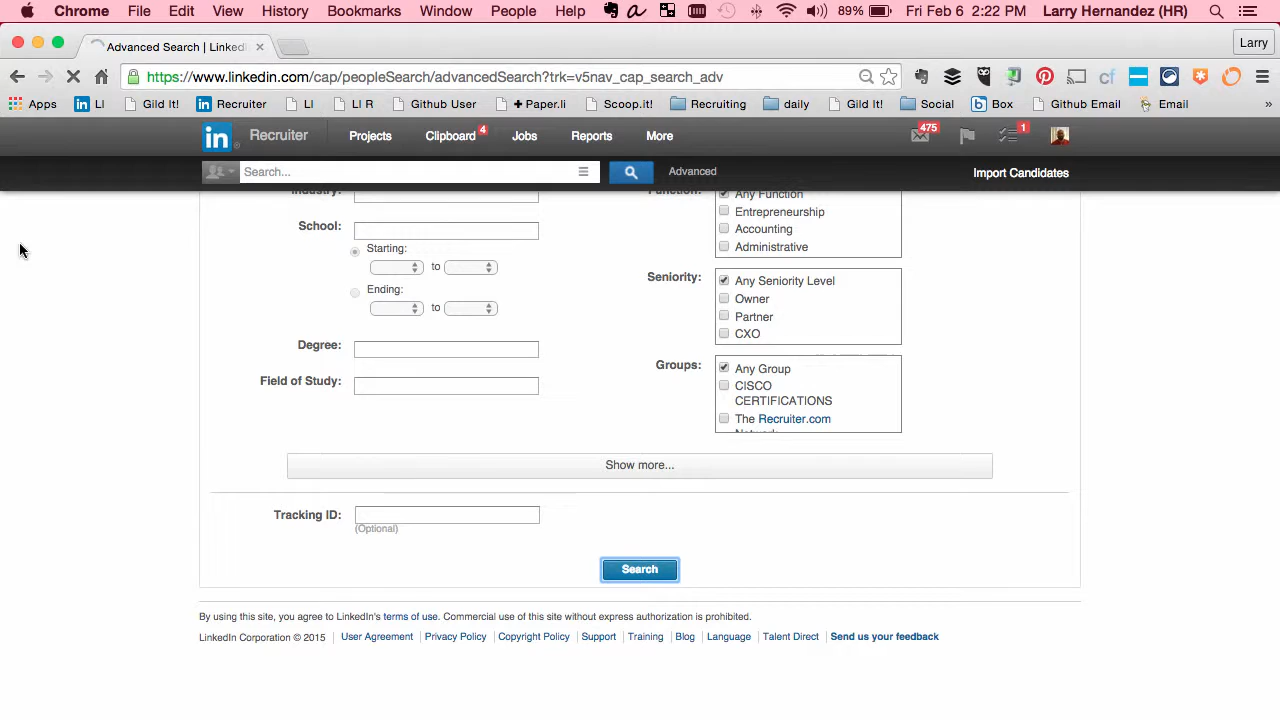 Chrome File Edit View History Bookmarks Window People Help 89% Fri Feb 6 2:22 PM Larry Hernandez (HR)
Advanced Search | LinkedIn
Larry
https://www.linkedin.com/cap/peopleSearch/advancedSearch?trk=v5nav_cap_search_adv
Apps LI Gild It! Recruiter LI LI R Github User Paper.li Scoop.it! Recruiting daily Gild It! Social Box Github Email Email »
in Recruiter Projects Clipboard 4 Jobs Reports More 475 1
Search... Advanced Import Candidates
Industry:
Function: Any Function
Entrepreneurship
Accounting
Administrative
School:
Starting:
to
Ending:
to
Seniority: Any Seniority Level
Owner
Partner
CXO
Degree:
Field of Study:
Groups: Any Group
CISCO
CERTIFICATIONS
The Recruiter.com
Network
Show more...
Tracking ID:
(Optional)
Search
By using this site, you agree to LinkedIn's terms of use. Commercial use of this site without express authorization is prohibited.
LinkedIn Corporation © 2015 User Agreement Privacy Policy Copyright Policy Support Training Blog Language Talent Direct Send us your feedback